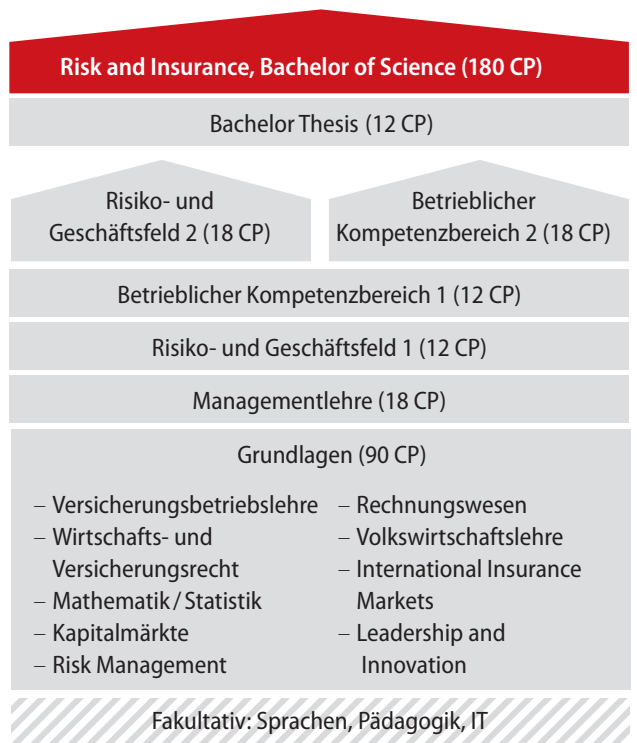 Risk and Insurance, Bachelor of Science (180 CP)
Bachelor Thesis (12 CP)
Risiko- und
Geschäftsfeld 2 (18 CP)
Betrieblicher
Kompetenzbereich 2 (18 CP)
Betrieblicher Kompetenzbereich 1 (12 CP)
Risiko- und Geschäftsfeld 1 (12 CP)
Managementlehre (18 CP)
Grundlagen (90 CP)
– Versicherungsbetriebslehre
– Wirtschafts- und
Versicherungsrecht
– Mathematik / Statistik
– Kapitalmärkte
– Risk Management
– Rechnungswesen
– Volkswirtschaftslehre
– International Insurance
Markets
– Leadership and
Innovation
Fakultativ: Sprachen, Pädagogik, IT